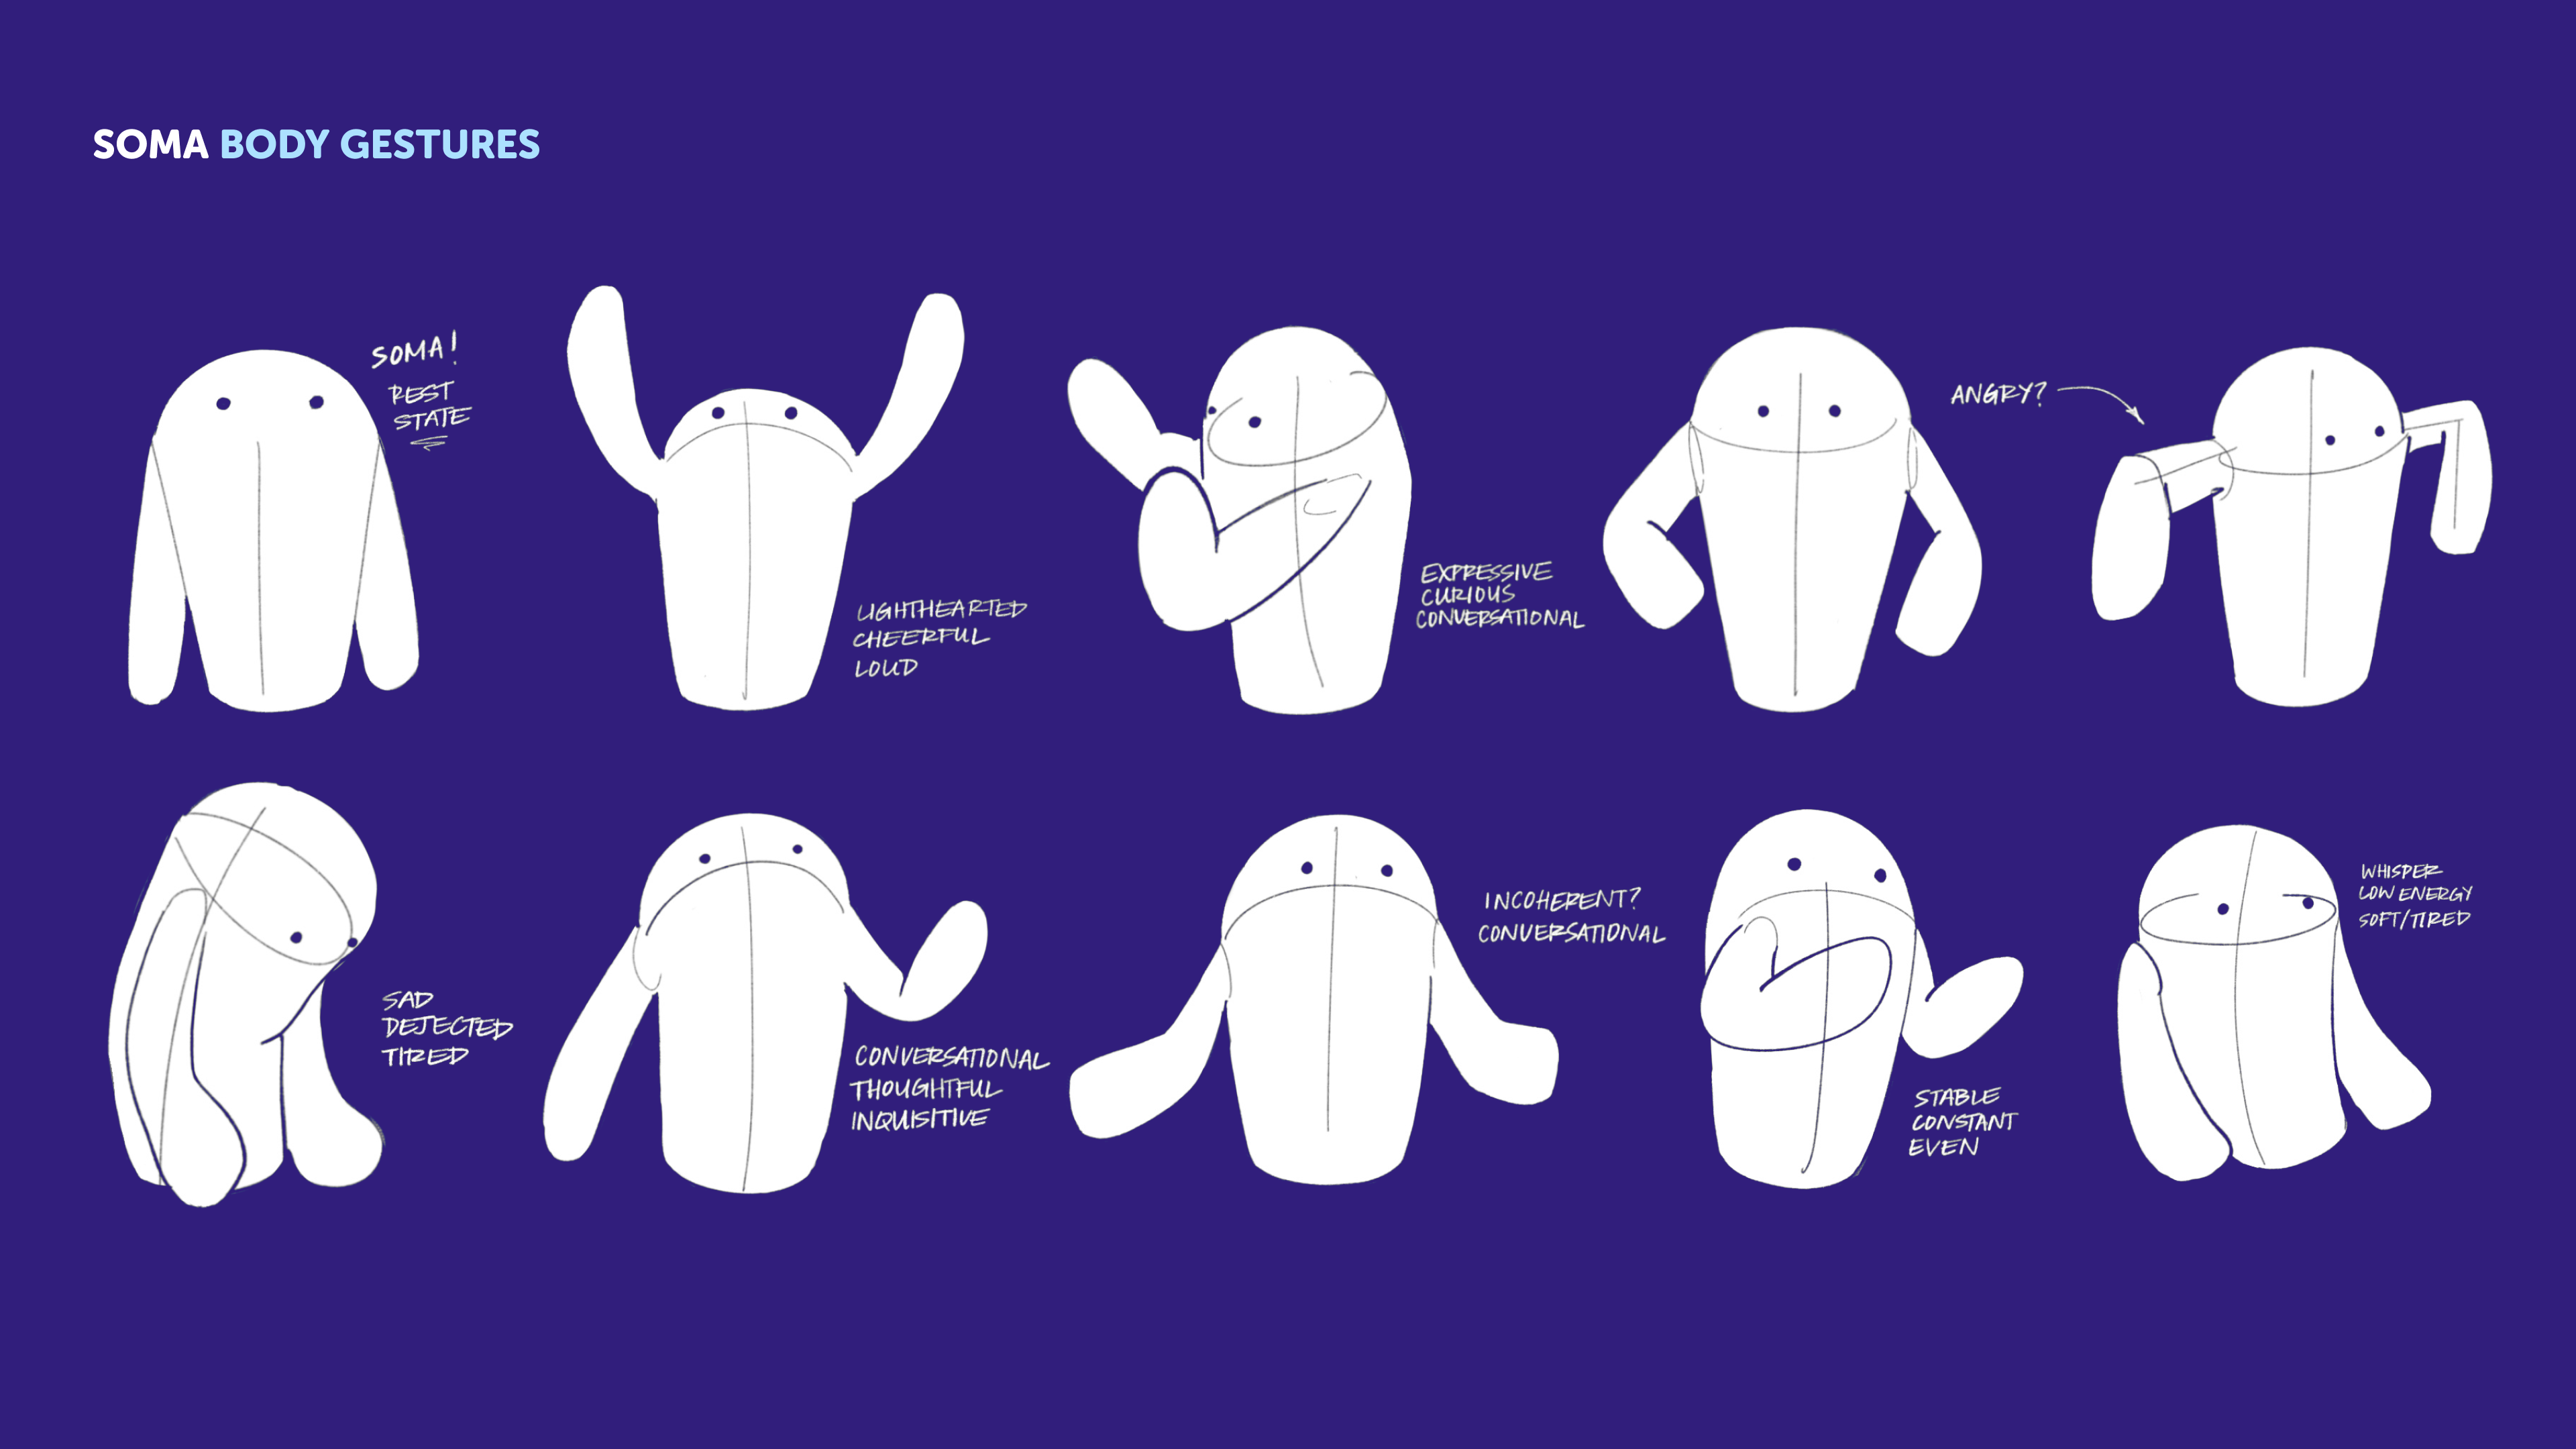 SOMA BODY GESTURES
SOMA!
REST
STATE
LIGHTHEARTED
CHEERFUL
LOUD
EXPRESSIVE
CURIOUS
CONVERSATIONAL
ANGRY?
SAD
DEJECTED
TIRED
CONVERSATIONAL
THOUGHTFUL
INQUISITIVE
INCOHERENT?
CONVERSATIONAL
STABLE
CONSTANT
EVEN
WHISPER
LOW ENERGY
SOFT/TIRED